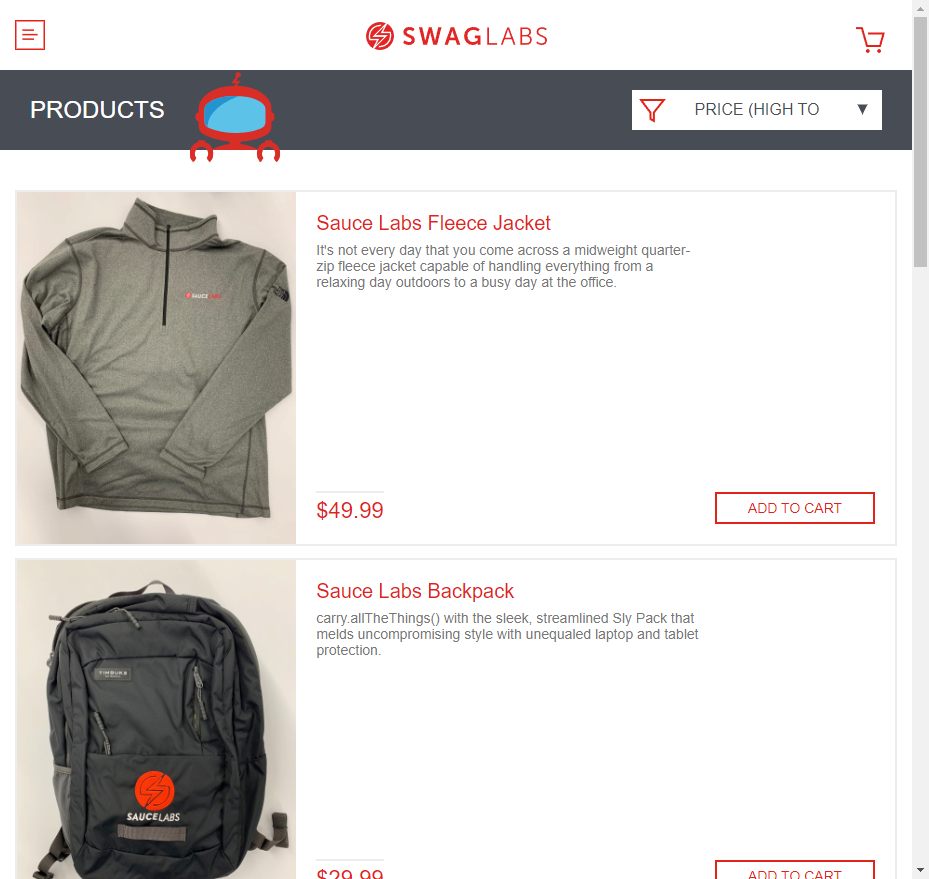 SWAGLABS
PRODUCTS
PRICE (HIGH TO
Sauce Labs Fleece Jacket
It's not every day that you come across a midweight quarter-
zip fleece jacket capable of handling everything from a
relaxing day outdoors to a busy day at the office.
SAUCELABS
$49.99
ADD TO CART
Sauce Labs Backpack
carry.allTheThings() with the sleek, streamlined Sly Pack that
melds uncompromising style with unequaled laptop and tablet
protection.
TIMBUK2
SAUCELABS
$29.99
ADD TO CART